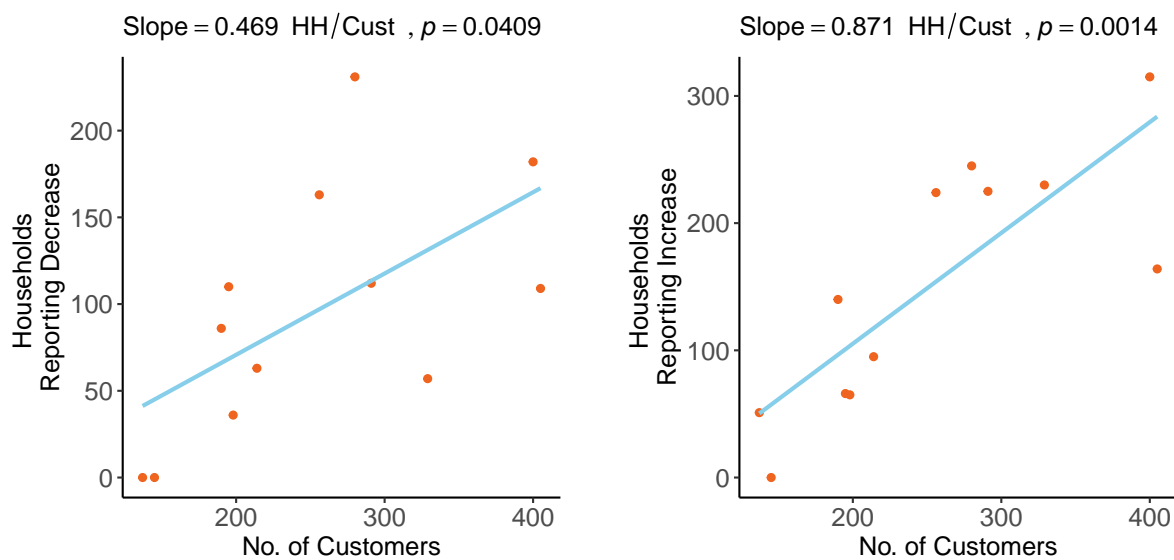 Slope = 0.469 HH/Cust , p = 0.0409
Households
Reporting Decrease
200
150
100
50
0
200 300 400
No. of Customers
Slope = 0.871 HH/Cust , p = 0.0014
Households
Reporting Increase
300
200
100
0
200 300 400
No. of Customers